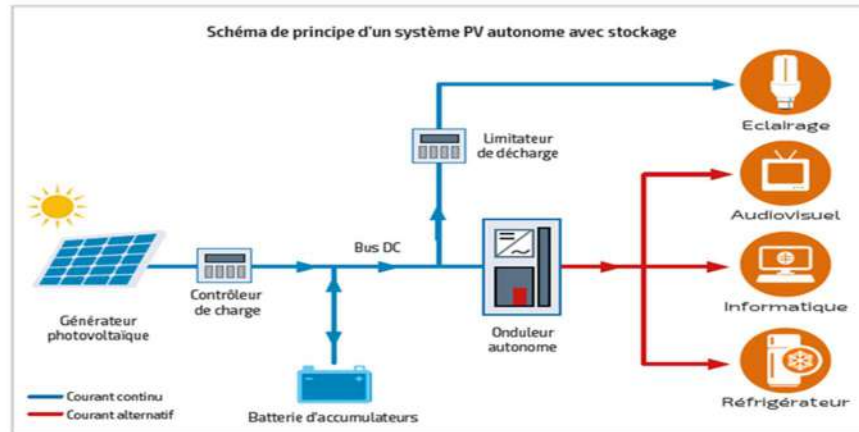 Schéma de principe d'un système PV autonome avec stockage
Eclairage
Limitateur
de décharge
Audiovisuel
Bus DC
Contrôleur
de charge
Générateur
photovoltaïque
Onduleur
autonome
Informatique
Courant continu
Courant alternatif
Batterie d'accumulateurs
Réfrigérateur